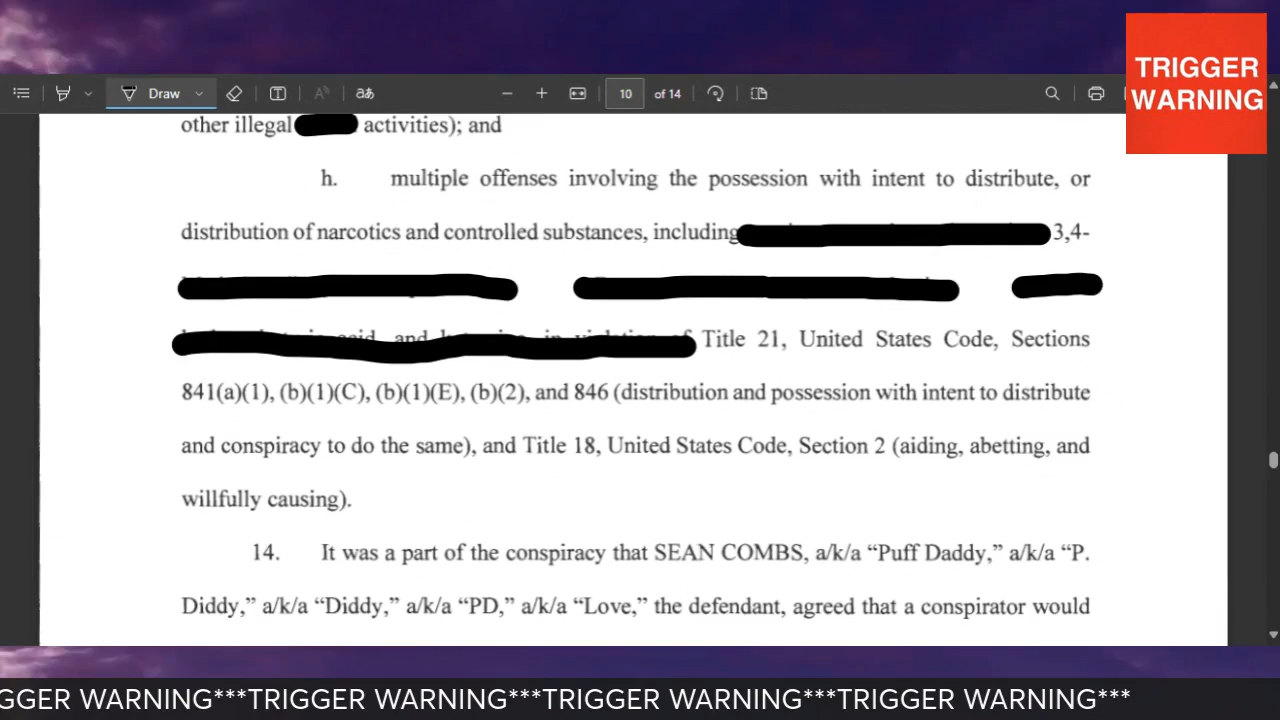 TRIGGER
WARNING
Draw
10 of 14
other illegal activities); and
h. multiple offenses involving the possession with intent to distribute, or
distribution of narcotics and controlled substances, including 3,4-
Title 21, United States Code, Sections
841(a)(1), (b)(1)(C), (b)(1)(E), (b)(2), and 846 (distribution and possession with intent to distribute
and conspiracy to do the same), and Title 18, United States Code, Section 2 (aiding, abetting, and
willfully causing).
14. It was a part of the conspiracy that SEAN COMBS, a/k/a “Puff Daddy,” a/k/a “P.
Diddy,” a/k/a “Diddy,” a/k/a “PD,” a/k/a “Love,” the defendant, agreed that a conspirator would
GGER WARNING***TRIGGER WARNING***TRIGGER WARNING***TRIGGER WARNING***